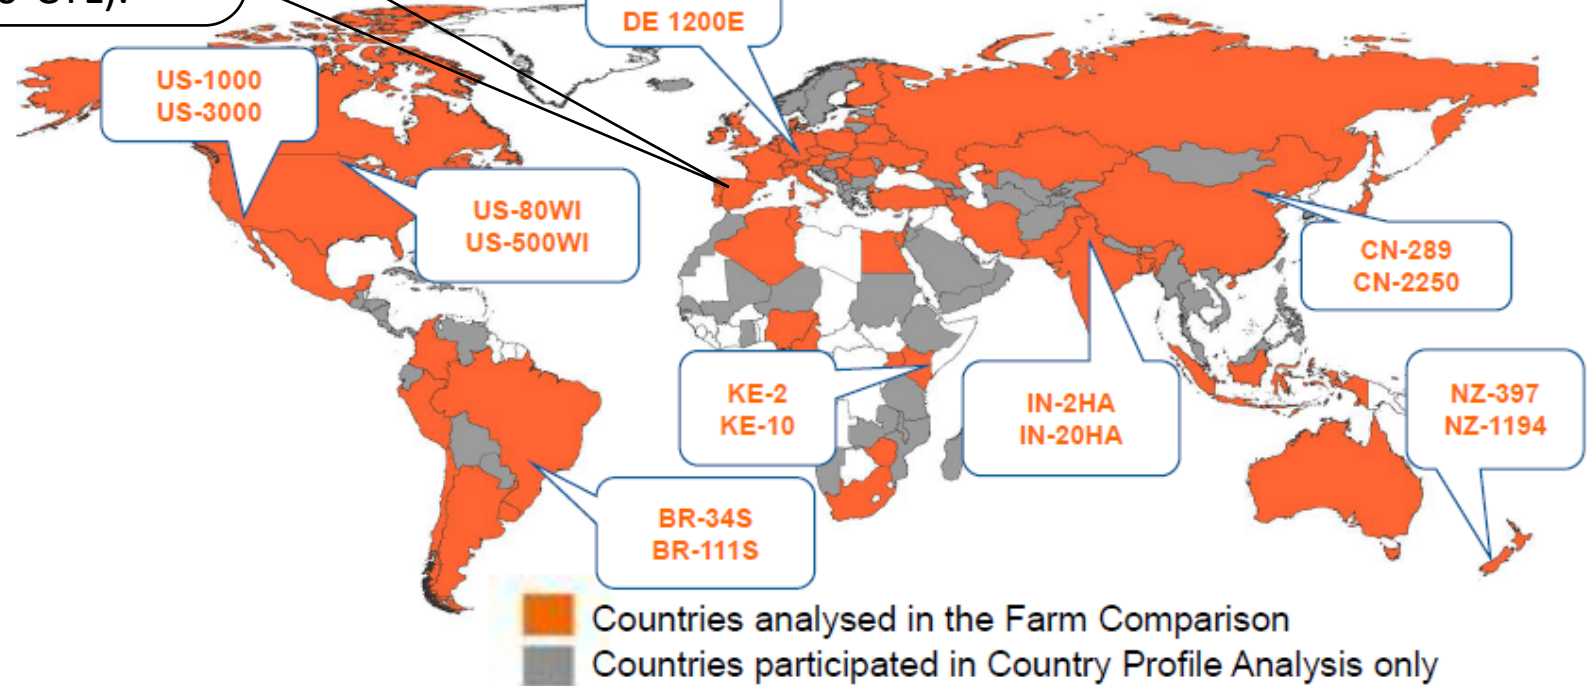 DE 1200E
US-1000
US-3000
US-80WI
US-500WI
CN-289
CN-2250
KE-2
KE-10
IN-2HA
IN-20HA
NZ-397
NZ-1194
BR-34S
BR-111S
Countries analysed in the Farm Comparison
Countries participated in Country Profile Analysis only